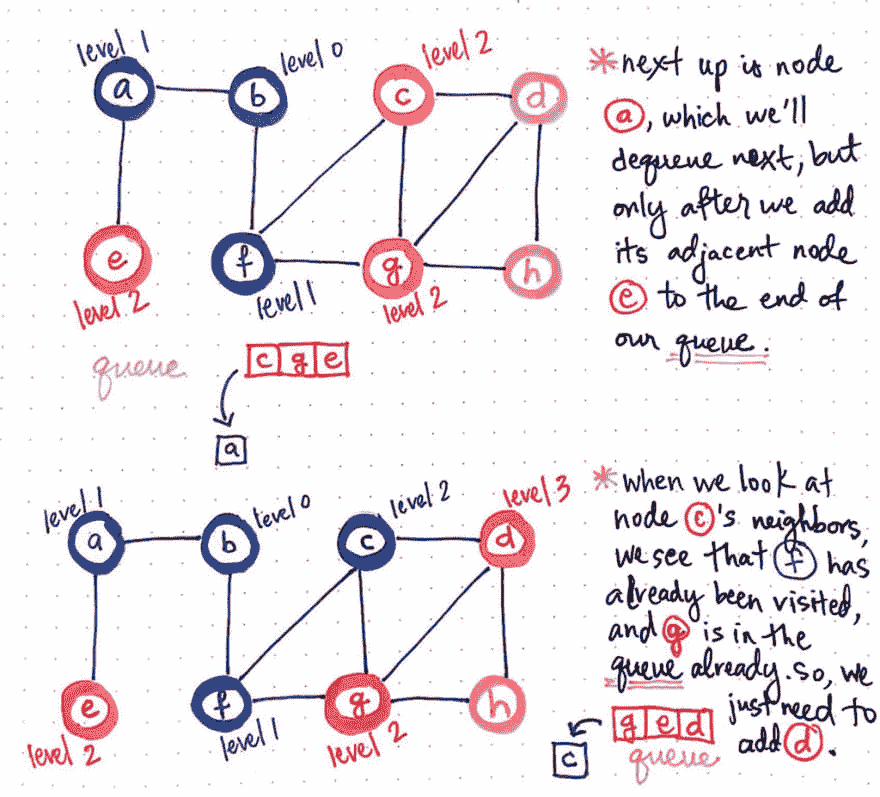 level 1
level 0
level 2
a
b
c
d
e
f
g
h
level 2
level 1
level 2
queue
c g e
a
* next up is node
a, which we'll
dequeue next, but
only after we add
its adjacent node
e to the end of
our queue.
level 1
level 0
level 2
level 3
a
b
c
d
e
f
g
h
level 2
level 1
level 2
* when we look at
node c's neighbors,
we see that f has
already been visited,
and g is in the
queue already. so, we
just need to
add d.
g e d
c
queue